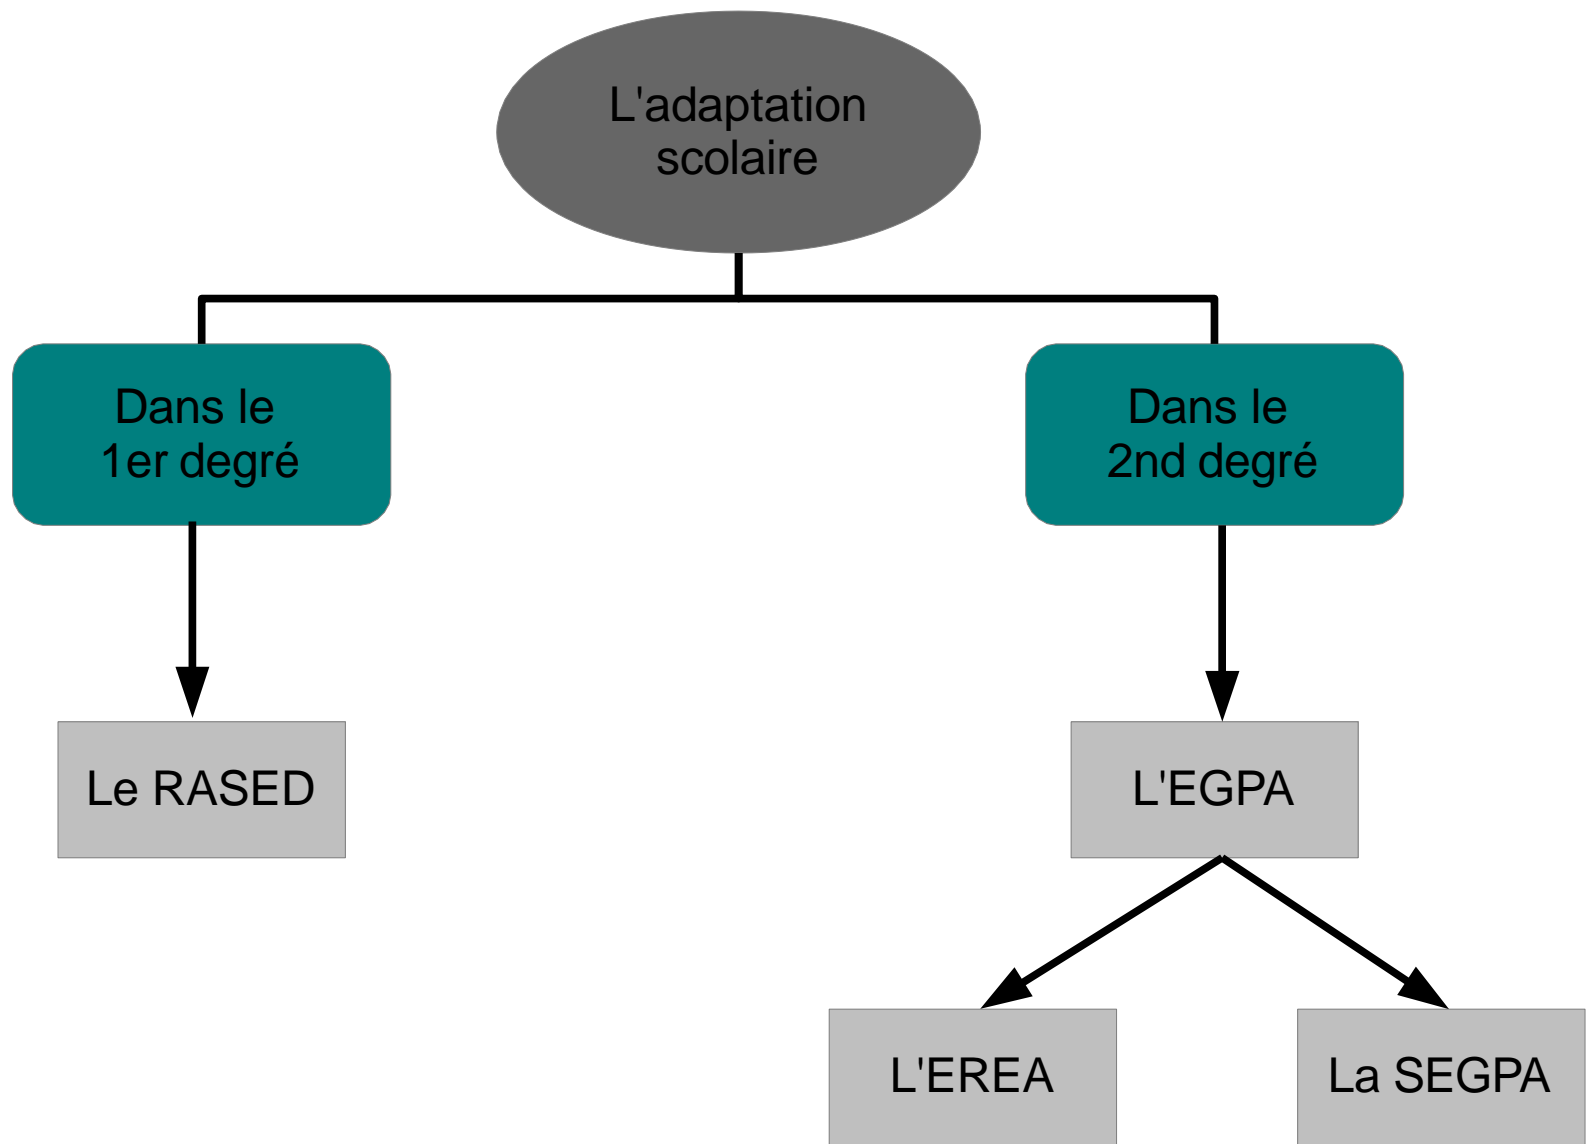 L'adaptation
scolaire
Dans le
1er degré
Dans le
2nd degré
Le RASED
L'EGPA
L'EREA
La SEGPA